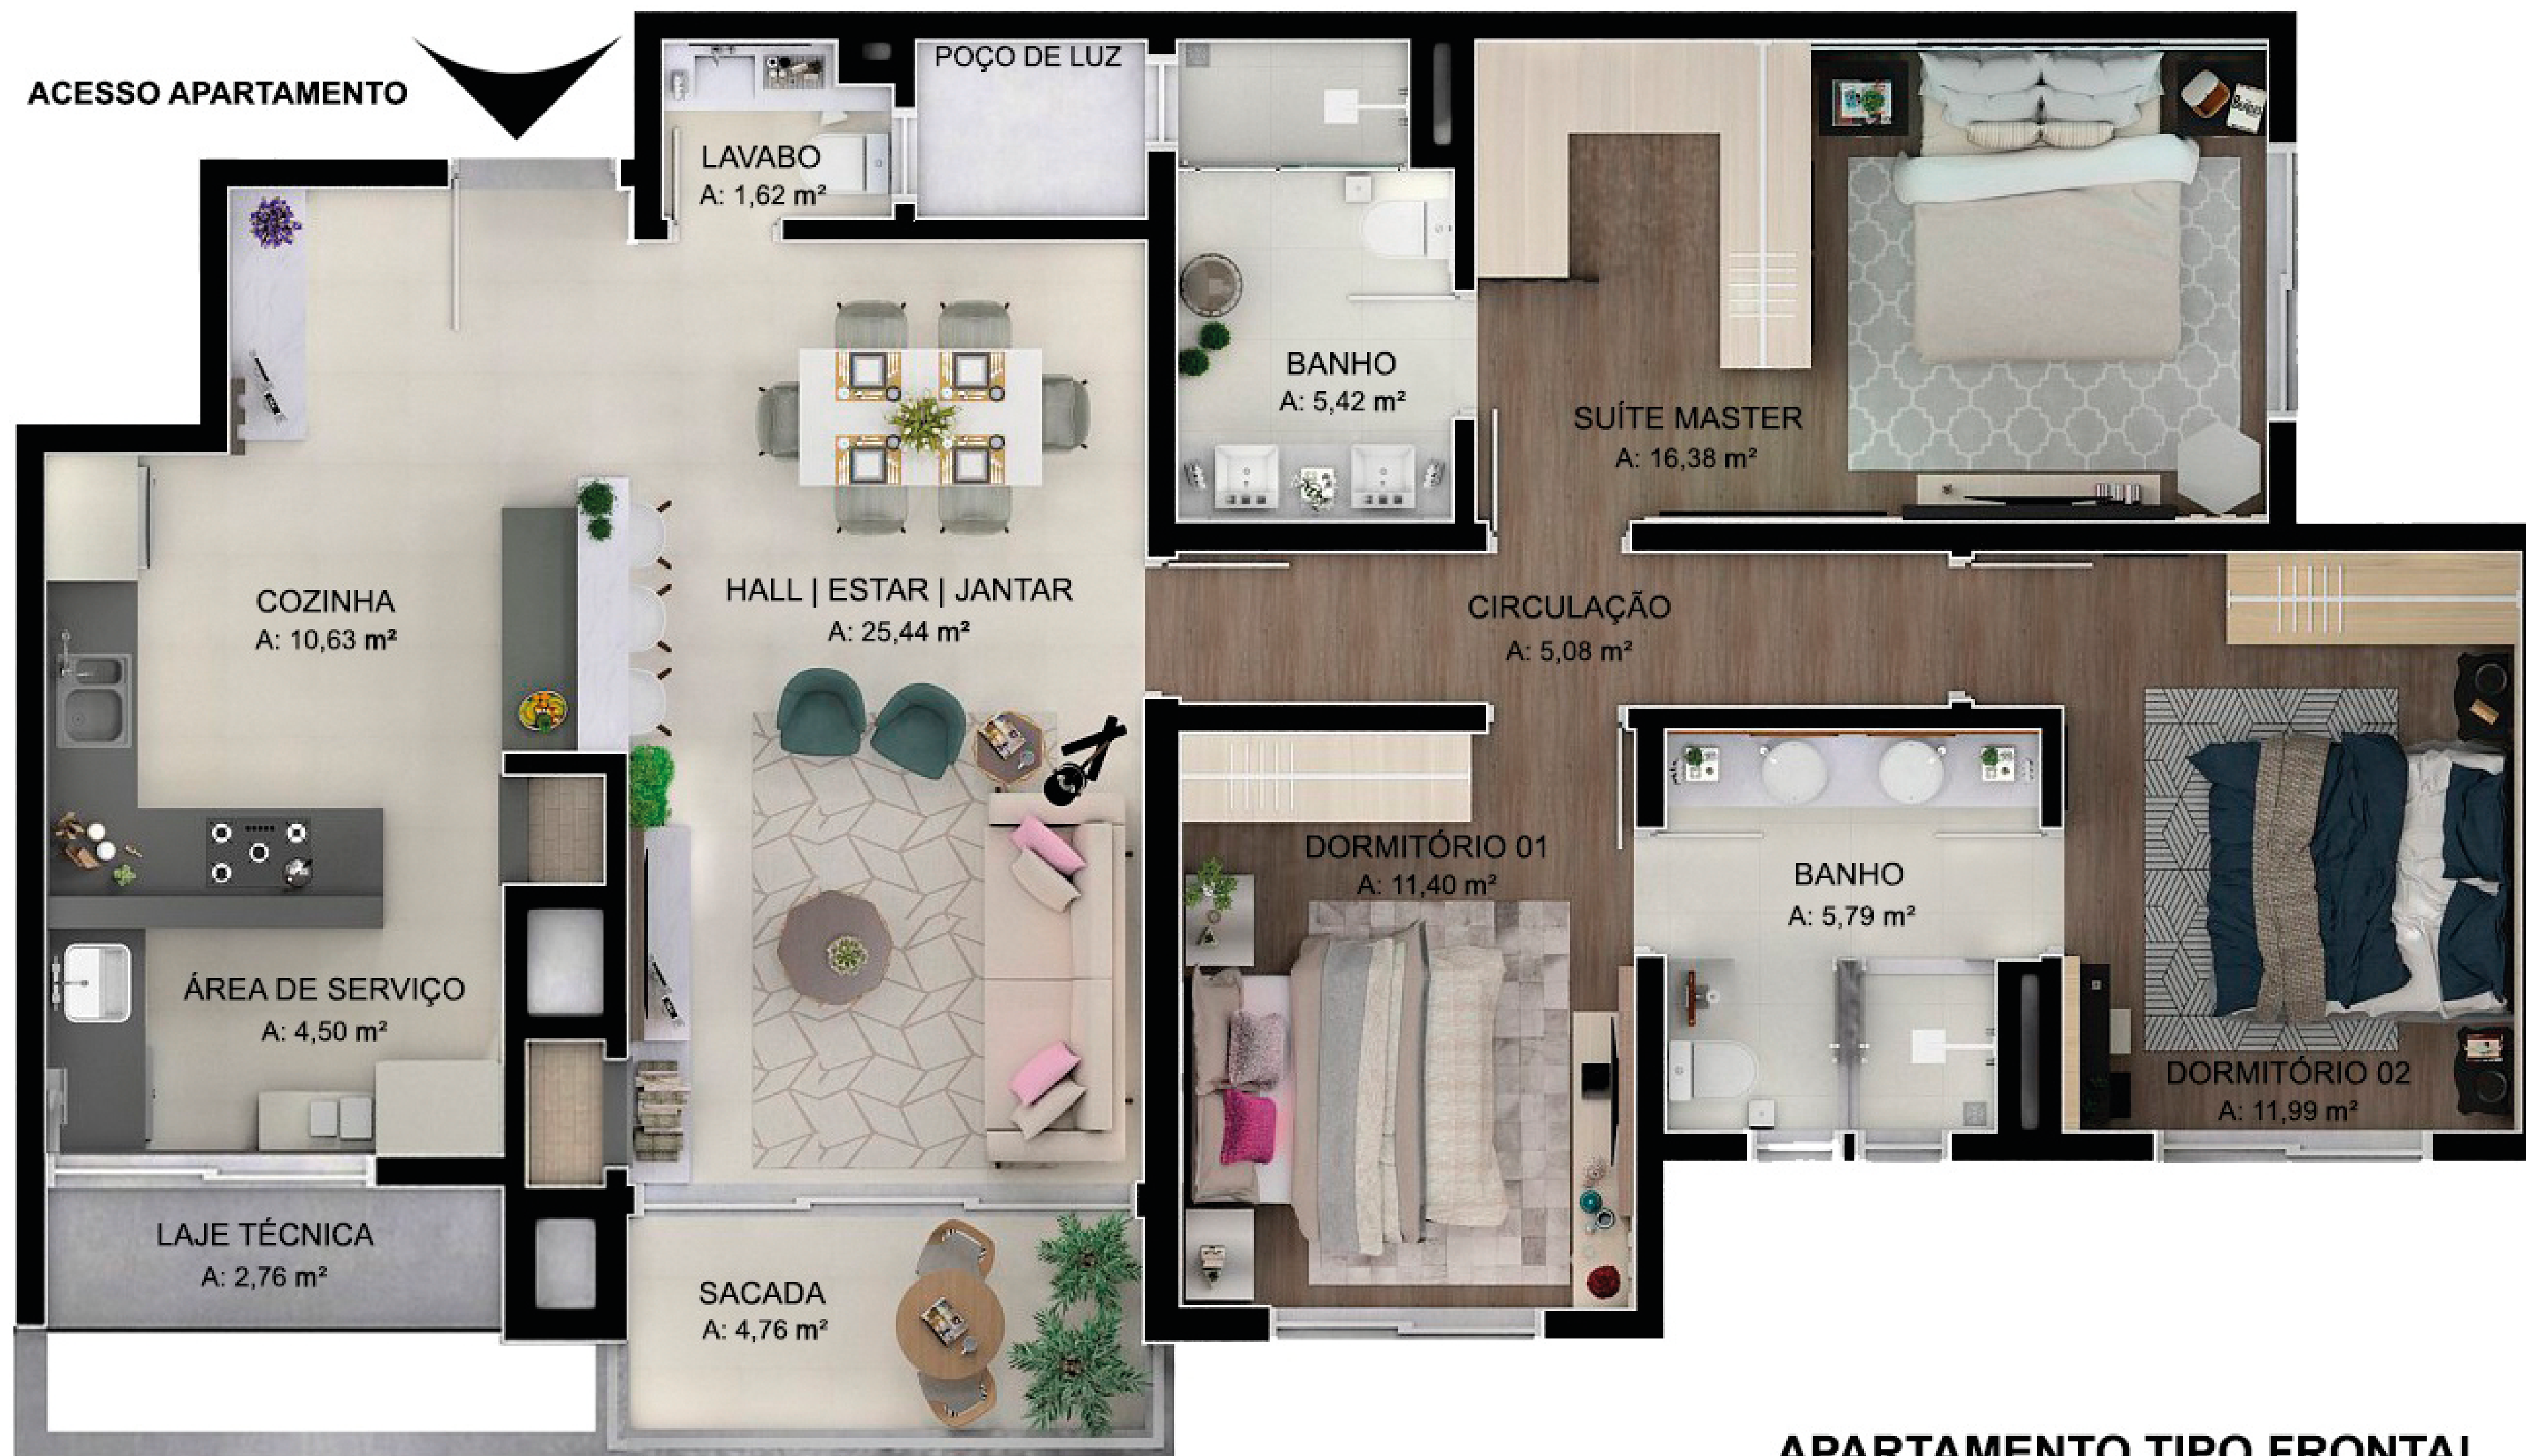 ACESSO APARTAMENTO
POÇO DE LUZ
LAVABO
A: 1,62 m²
BANHO
A: 5,42 m²
SUÍTE MASTER
A: 16,38 m²
COZINHA
A: 10,63 m²
HALL | ESTAR | JANTAR
A: 25,44 m²
CIRCULAÇÃO
A: 5,08 m²
DORMITÓRIO 01
A: 11,40 m²
BANHO
A: 5,79 m²
ÁREA DE SERVIÇO
A: 4,50 m²
DORMITÓRIO 02
A: 11,99 m²
LAJE TÉCNICA
A: 2,76 m²
SACADA
A: 4,76 m²
APARTAMENTO TIPO FRONTAL